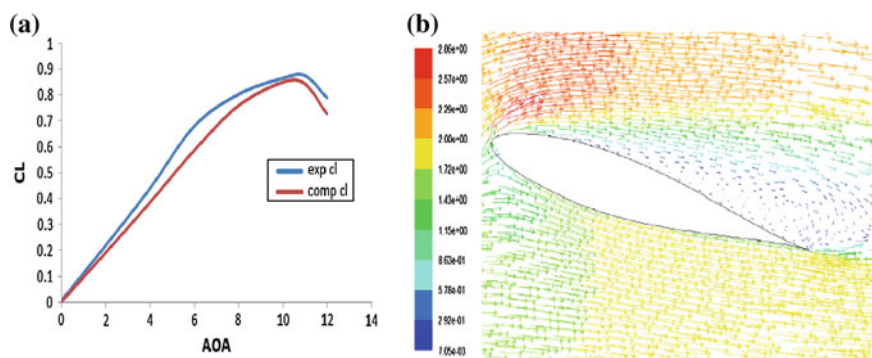 (a)
1
0.9
0.8
0.7
0.6
0.5
0.4
0.3
0.2
0.1
0
CL
exp cl
comp cl
0 2 4 6 8 10 12 14
AOA
(b)
2.86e+00
2.57e+00
2.29e+00
2.00e+00
1.72e+00
1.43e+00
1.15e+00
8.63e-01
5.78e-01
2.92e-01
7.05e-03